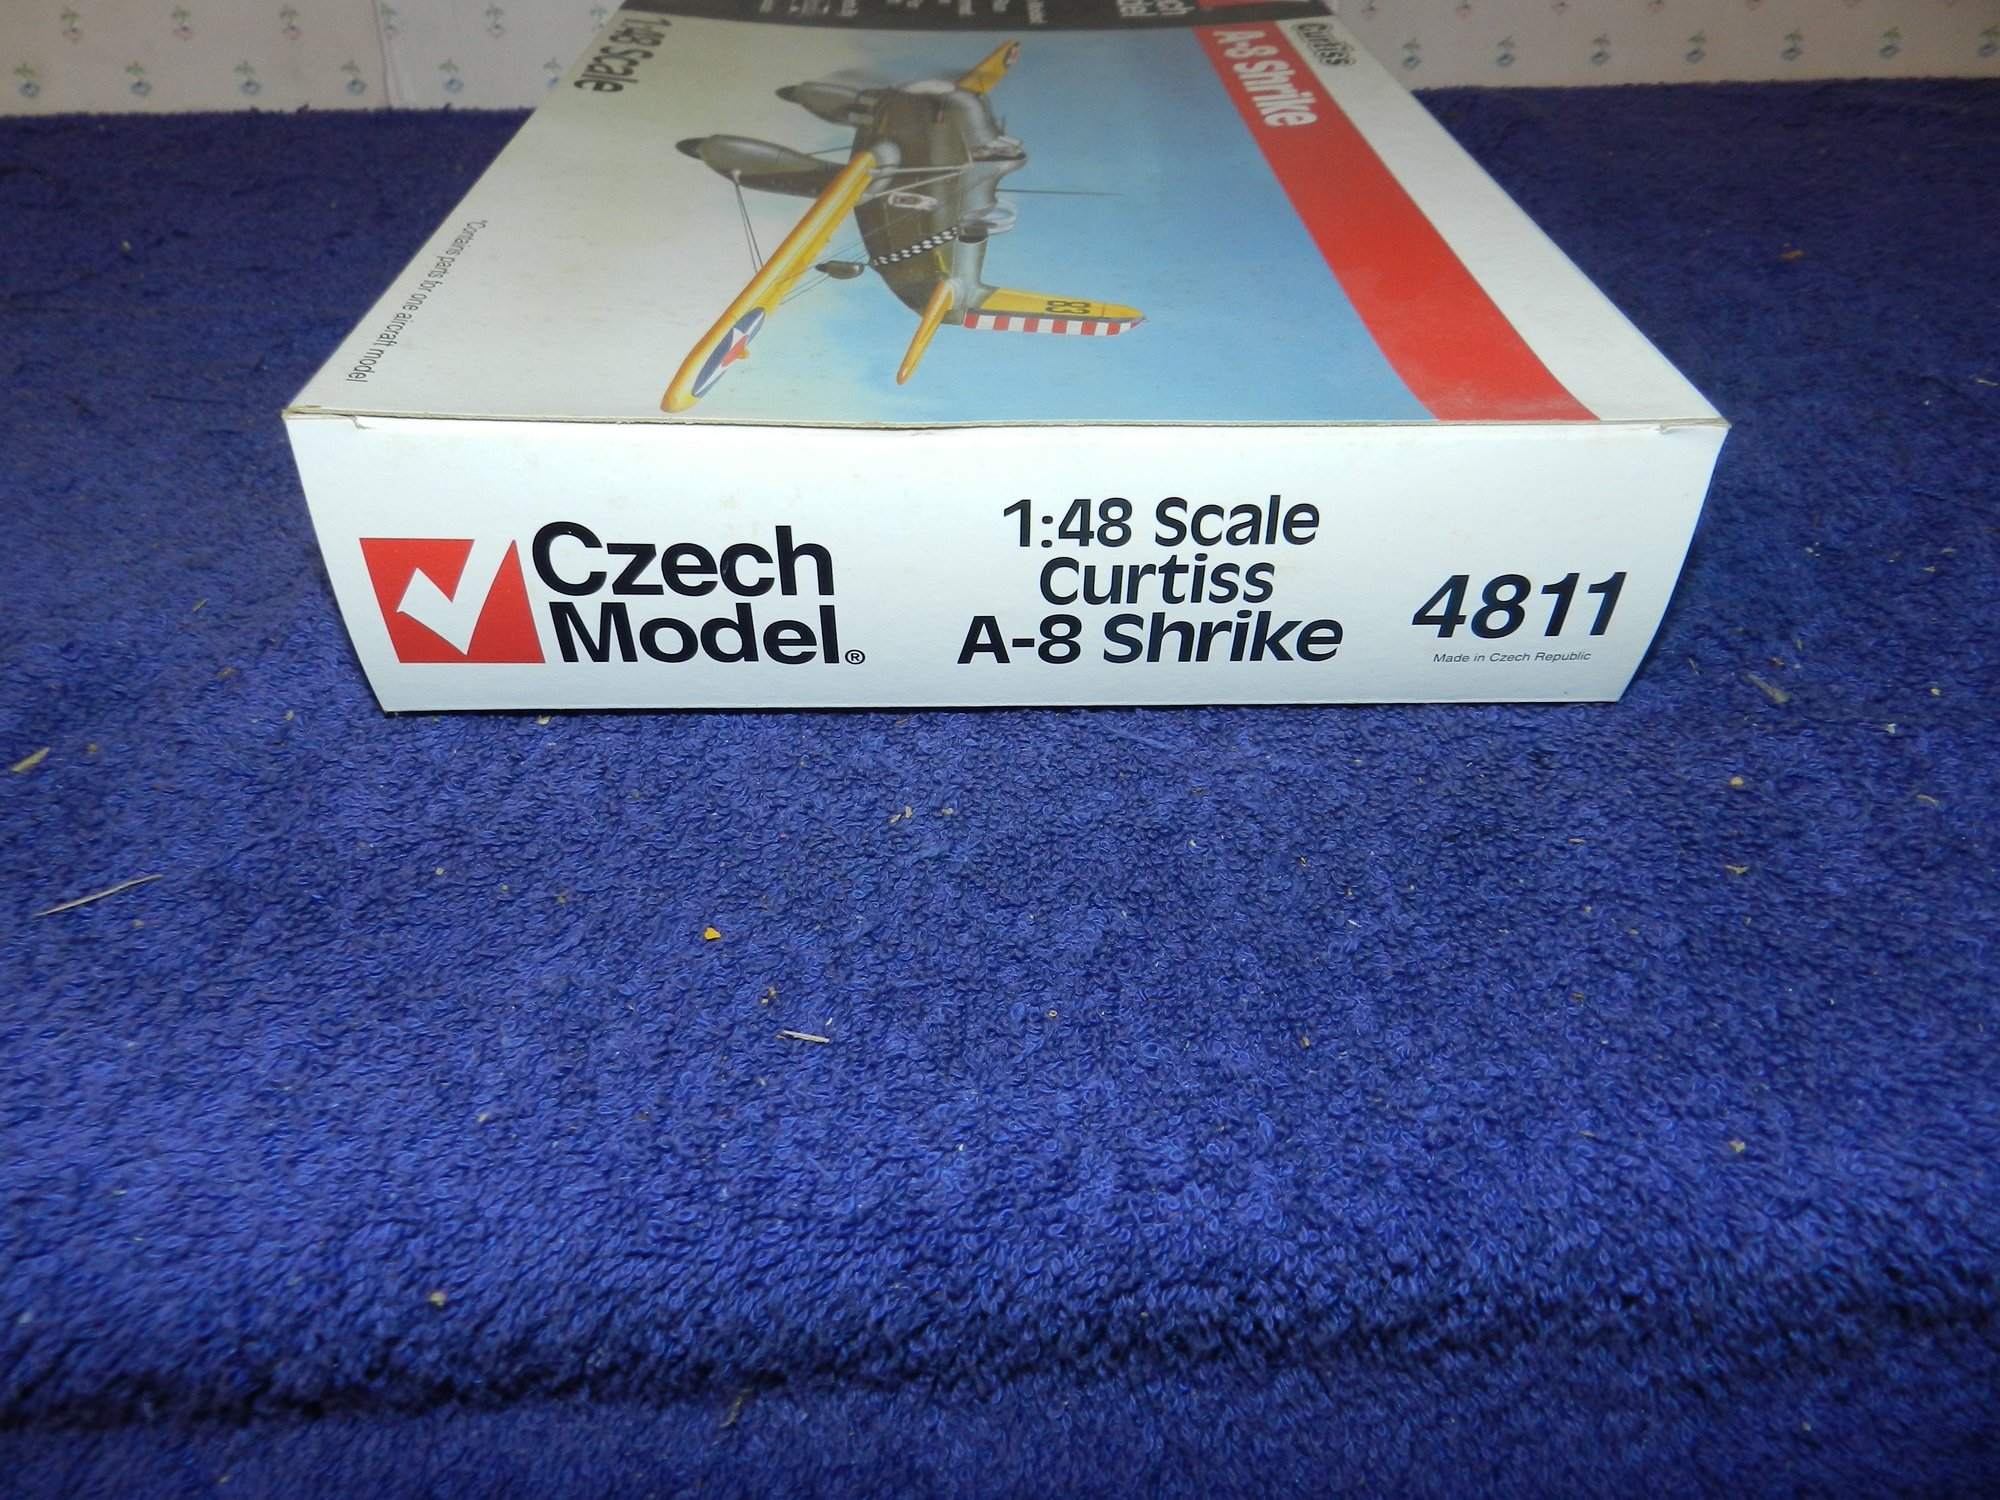 Curtiss®
A-8 Shrike
1:48 Scale
83
*Contains parts for one aircraft model
Czech
Model®
1:48 Scale
Curtiss
A-8 Shrike
4811
Made in Czech Republic